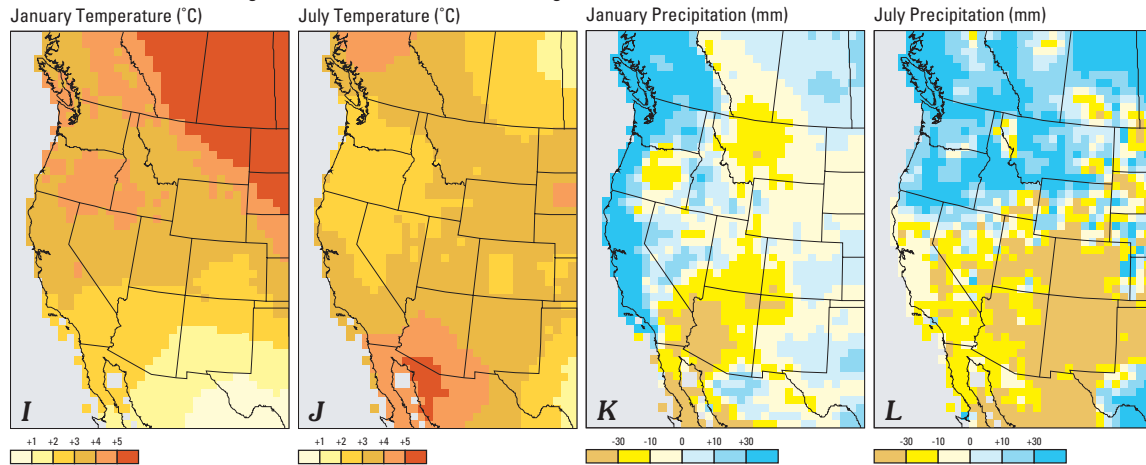 January Temperature (˚C) July Temperature (˚C) January Precipitation (mm) July Precipitation (mm)
I J K L
+1 +2 +3 +4 +5 +1 +2 +3 +4 +5 -30 -10 0 +10 +30 -30 -10 0 +10 +30